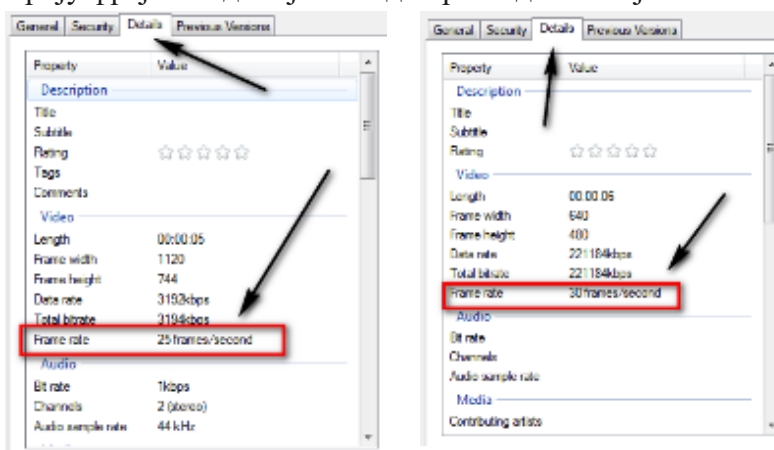 General Security Details Previous Versions
Property Value
Description
Title
Subtitle
Rating
Tags
Comments
Video
Length 00:00:05
Frame width 1120
Frame height 744
Data rate 3192kbps
Total bitrate 3194kbps
Frame rate 25 frames/second
Audio
Bit rate 1kbps
Channels 2 (stereo)
Audio sample rate 44 kHz
General Security Details Previous Versions
Property Value
Description
Title
Subtitle
Rating
Video
Length 00:00:05
Frame width 640
Frame height 480
Data rate 221184kbps
Total bitrate 221184kbps
Frame rate 30 frames/second
Audio
Bit rate
Channels
Audio sample rate
Media
Contributing artists